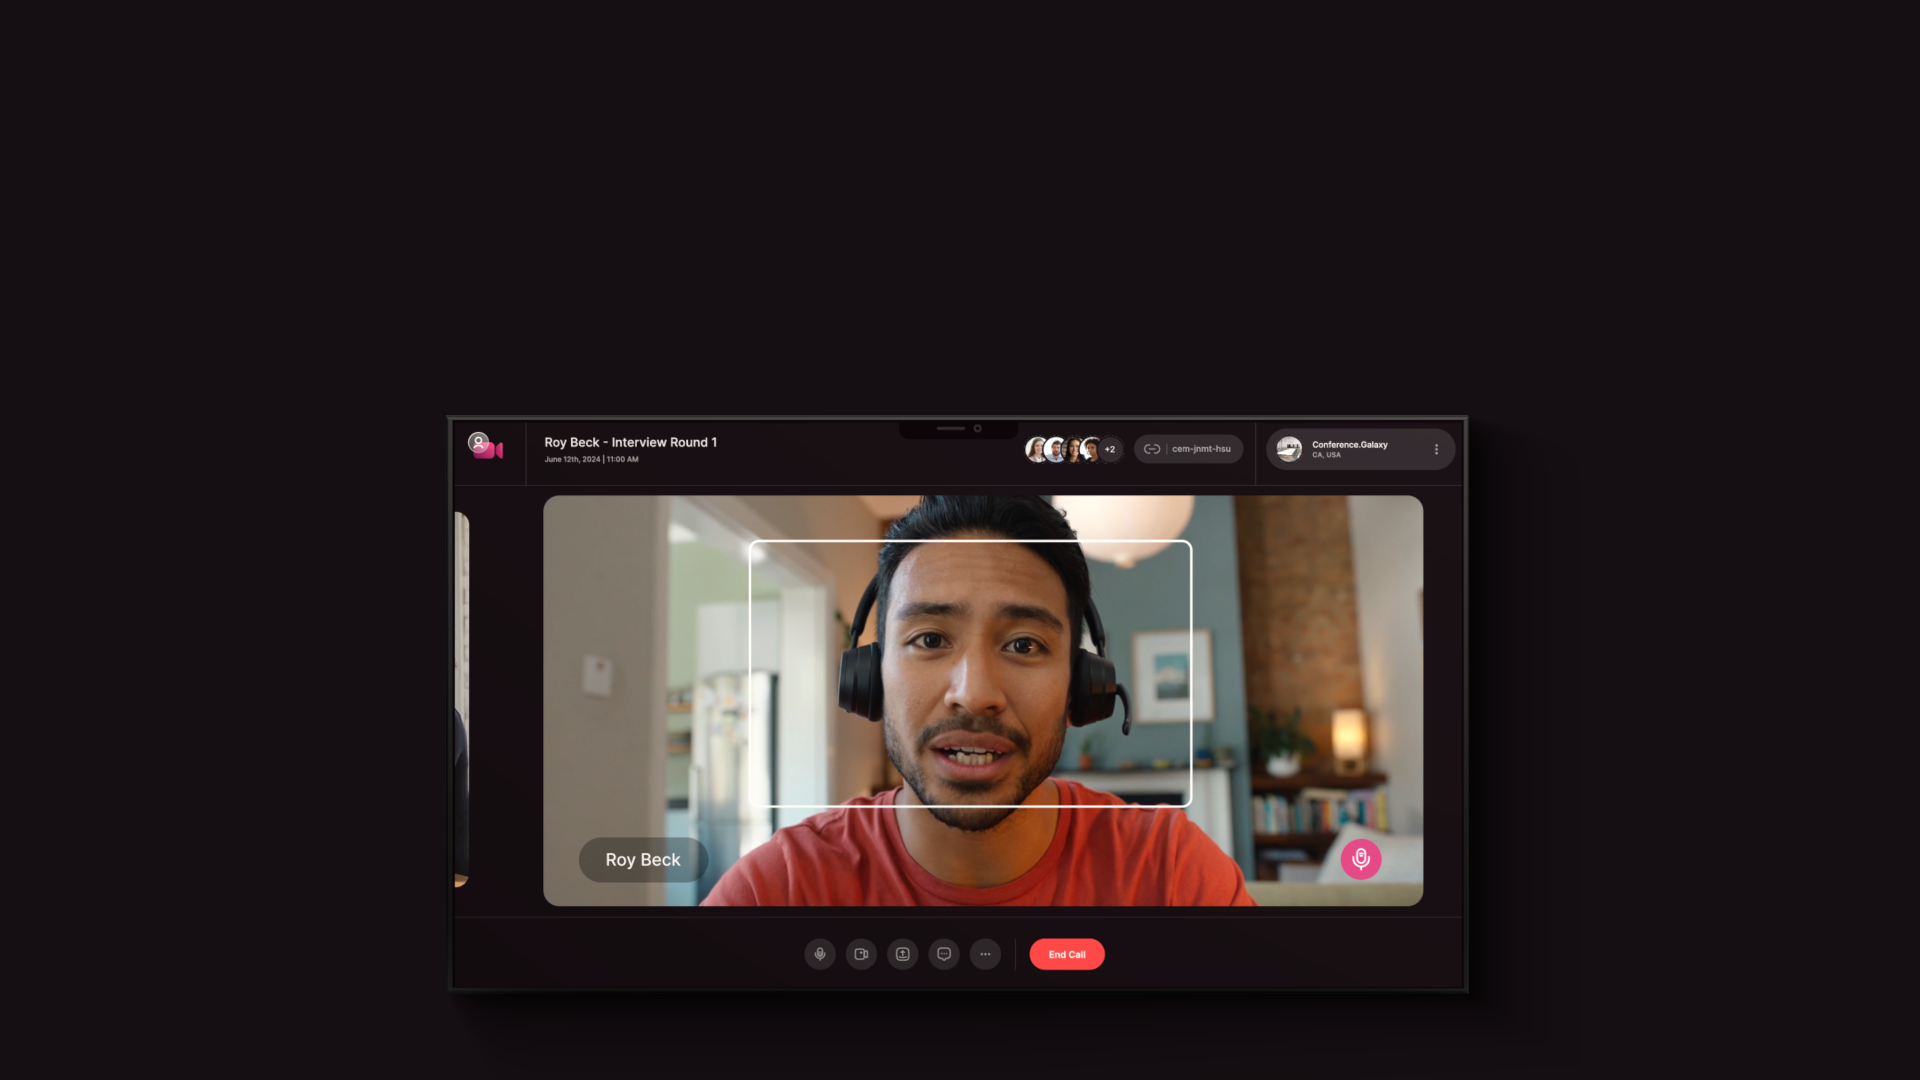 Roy Beck - Interview Round 1
June 12th, 2024 | 11:00 AM
+2
cem-jnmt-hsu
Conference.Galaxy
CA, USA
Roy Beck
End Call